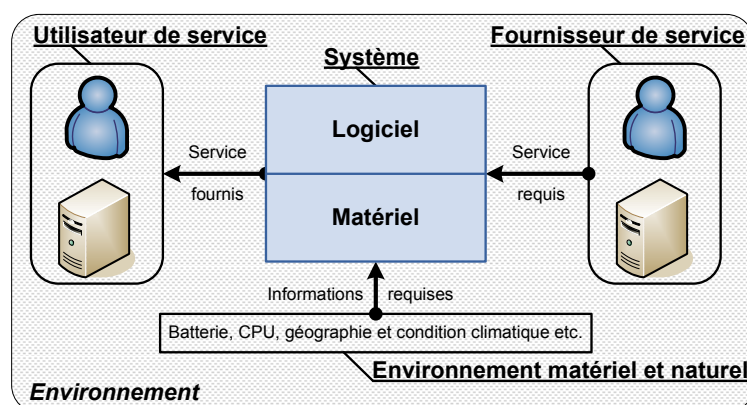 Utilisateur de service
Fournisseur de service
Système
Logiciel
Matériel
Service
fournis
Service
requis
Informations requises
Batterie, CPU, géographie et condition climatique etc.
Environnement matériel et naturel
Environnement